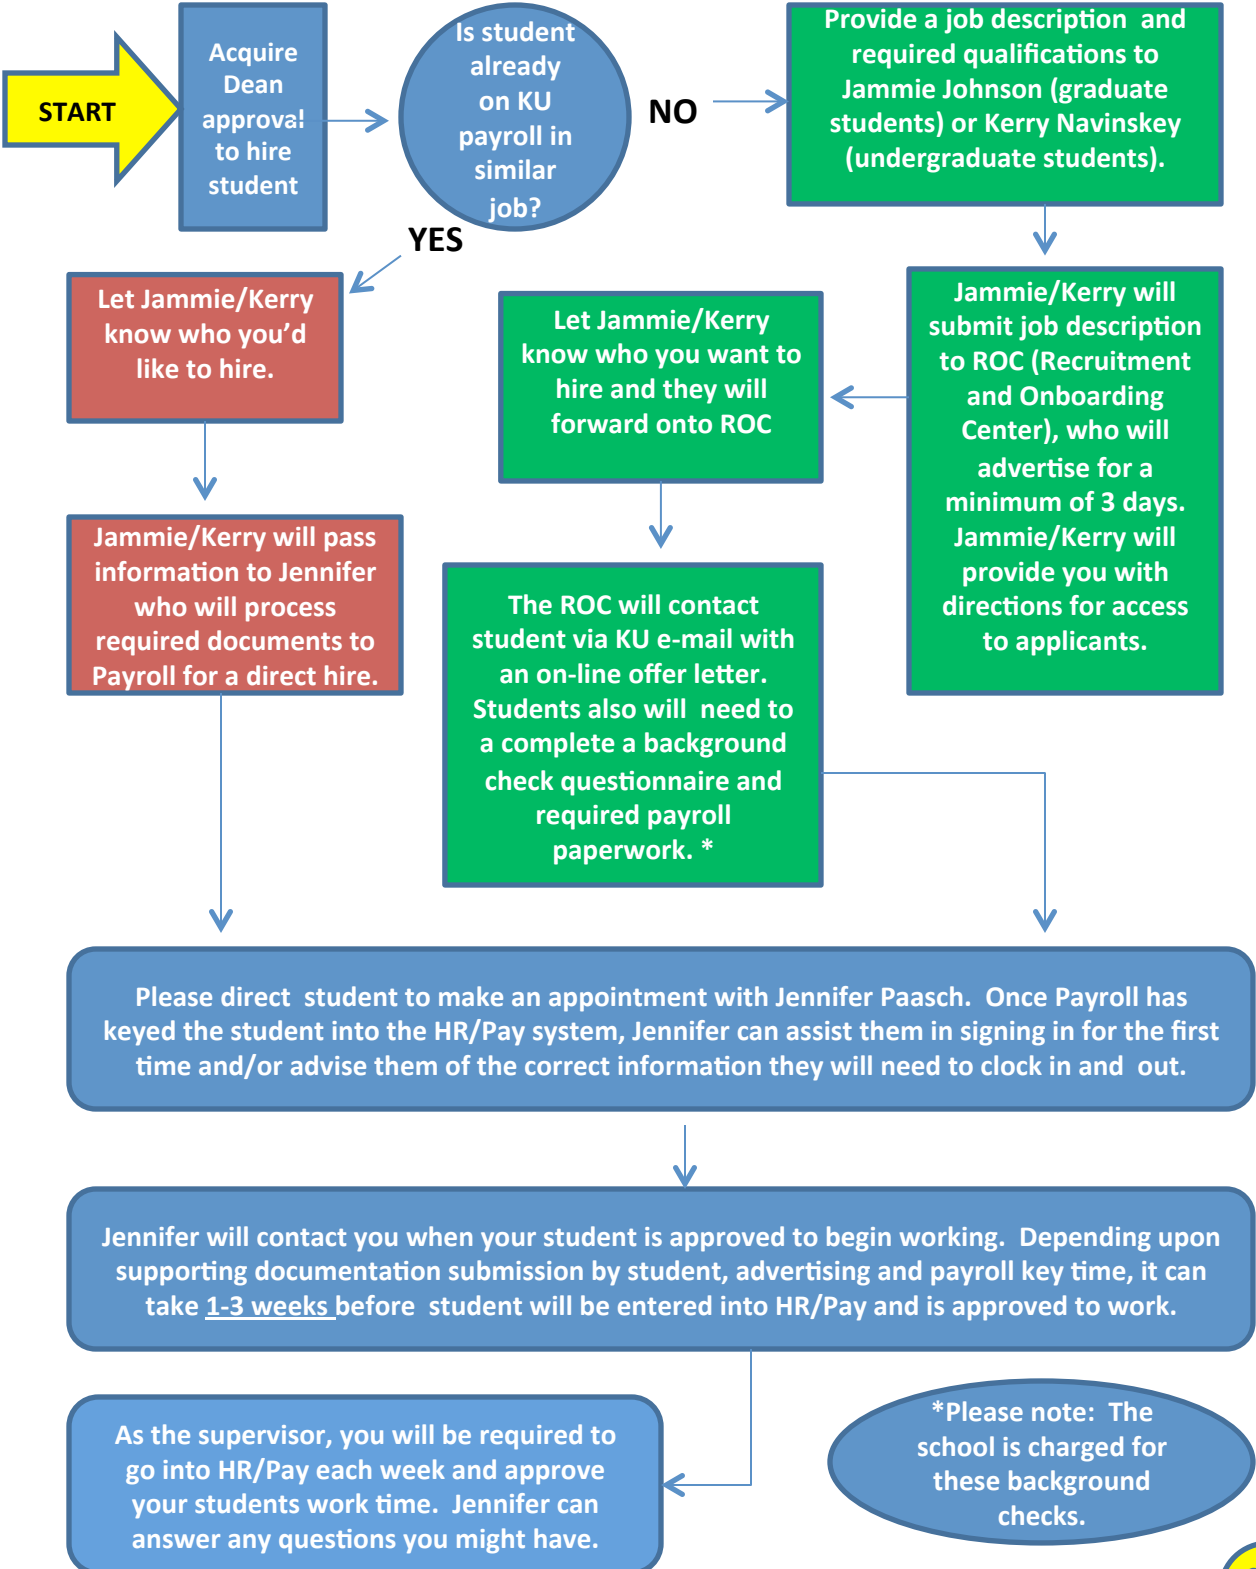 START
Acquire
Dean
approval
to hire
student
Is student
already
on KU
payroll in
similar
job?
NO
Provide a job description and
required qualifications to
Jammie Johnson (graduate
students) or Kerry Navinskey
(undergraduate students).
YES
Let Jammie/Kerry
know who you’d
like to hire.
Let Jammie/Kerry
know who you want to
hire and they will
forward onto ROC
Jammie/Kerry will
submit job description
to ROC (Recruitment
and Onboarding
Center), who will
advertise for a
minimum of 3 days.
Jammie/Kerry will
provide you with
directions for access
to applicants.
Jammie/Kerry will pass
information to Jennifer
who will process
required documents to
Payroll for a direct hire.
The ROC will contact
student via KU e-mail with
an on-line offer letter.
Students also will need to
a complete a background
check questionnaire and
required payroll
paperwork. *
Please direct student to make an appointment with Jennifer Paasch. Once Payroll has
keyed the student into the HR/Pay system, Jennifer can assist them in signing in for the first
time and/or advise them of the correct information they will need to clock in and out.
Jennifer will contact you when your student is approved to begin working. Depending upon
supporting documentation submission by student, advertising and payroll key time, it can
take 1-3 weeks before student will be entered into HR/Pay and is approved to work.
As the supervisor, you will be required to
go into HR/Pay each week and approve
your students work time. Jennifer can
answer any questions you might have.
*Please note: The
school is charged for
these background
checks.